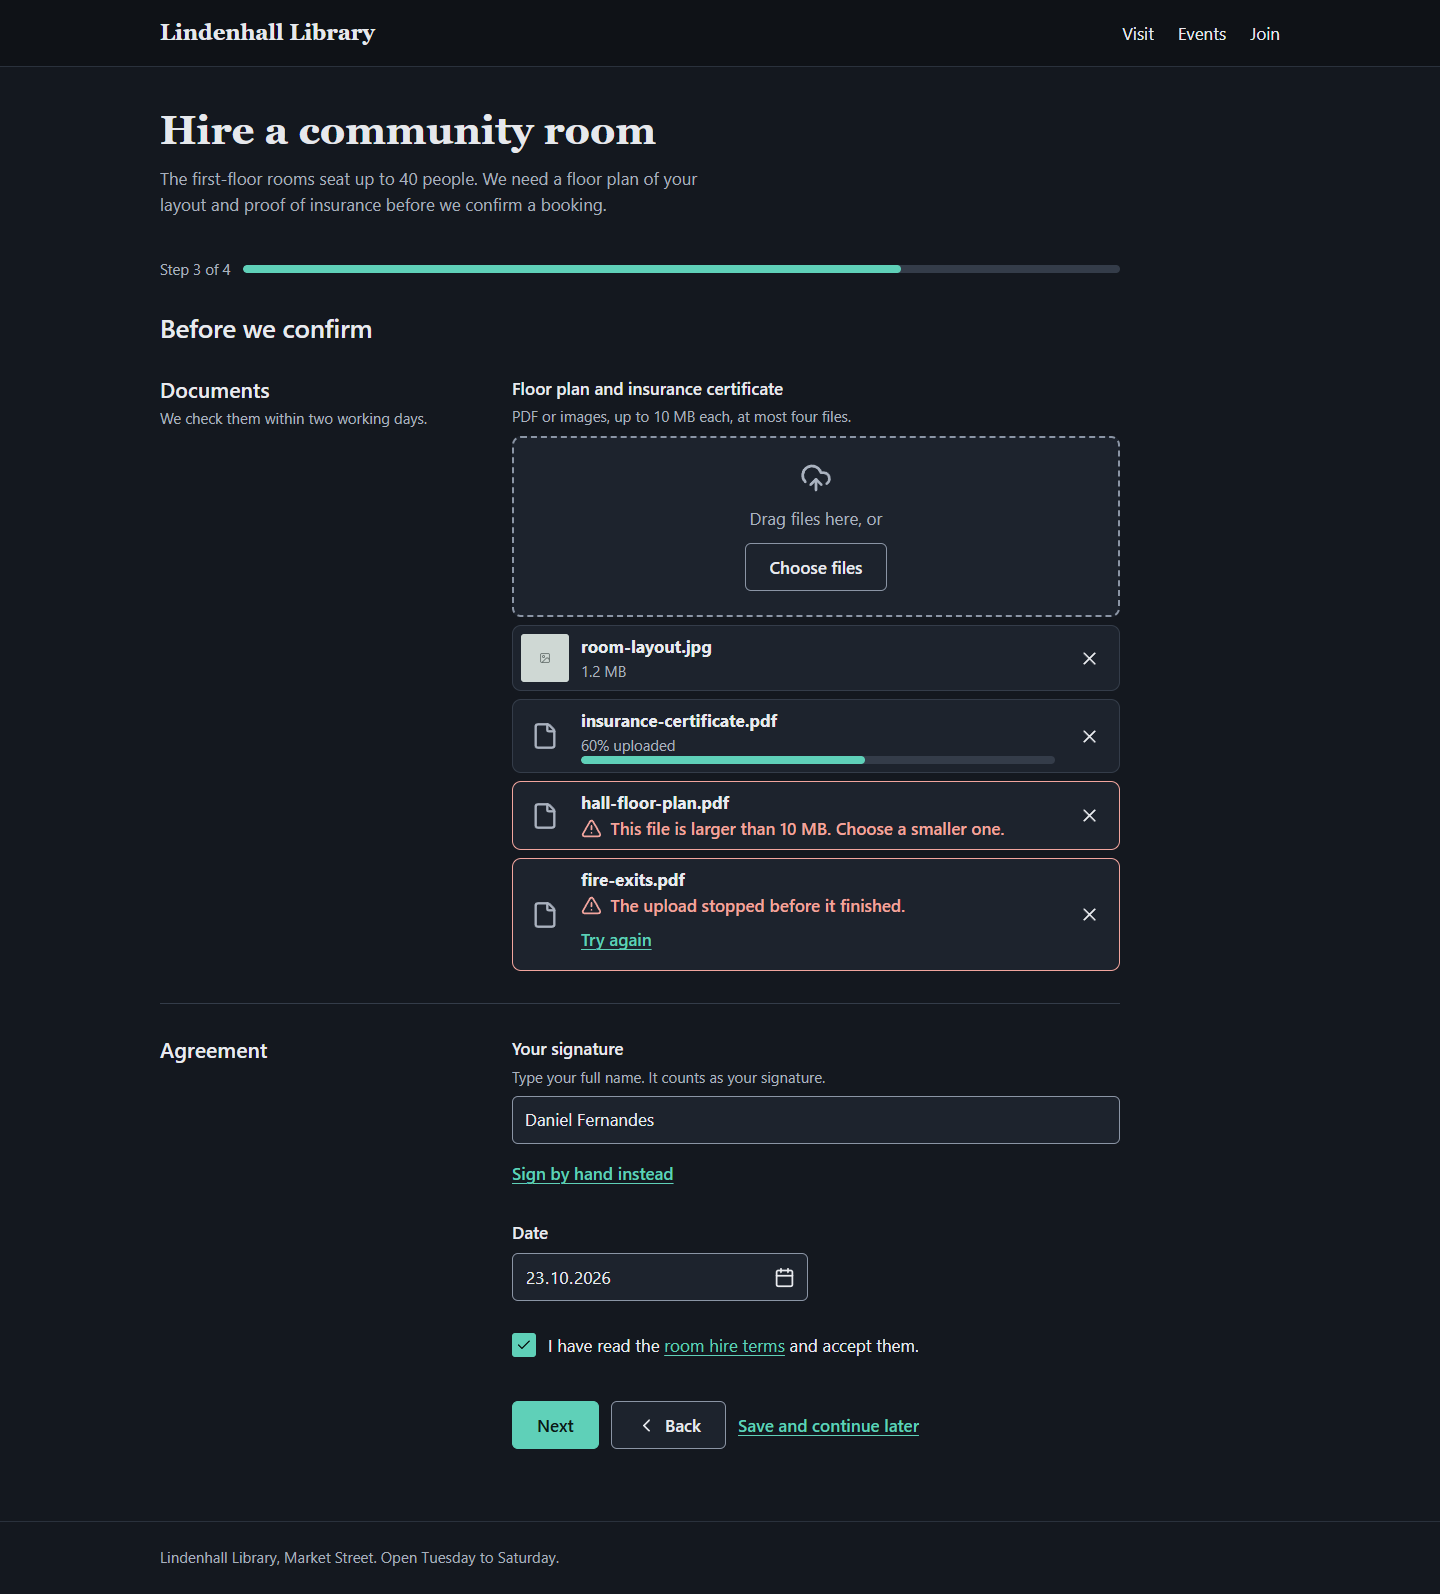 Lindenhall Library
Visit
Events
Join
Hire a community room
The first-floor rooms seat up to 40 people. We need a floor plan of your
layout and proof of insurance before we confirm a booking.
Step 3 of 4
Before we confirm
Documents
We check them within two working days.
Floor plan and insurance certificate
PDF or images, up to 10 MB each, at most four files.
Drag files here, or
Choose files
room-layout.jpg
1.2 MB
insurance-certificate.pdf
60% uploaded
hall-floor-plan.pdf
This file is larger than 10 MB. Choose a smaller one.
fire-exits.pdf
The upload stopped before it finished.
Try again
Agreement
Your signature
Type your full name. It counts as your signature.
Daniel Fernandes
Sign by hand instead
Date
23.10.2026
I have read the room hire terms and accept them.
Next
Back
Save and continue later
Lindenhall Library, Market Street. Open Tuesday to Saturday.